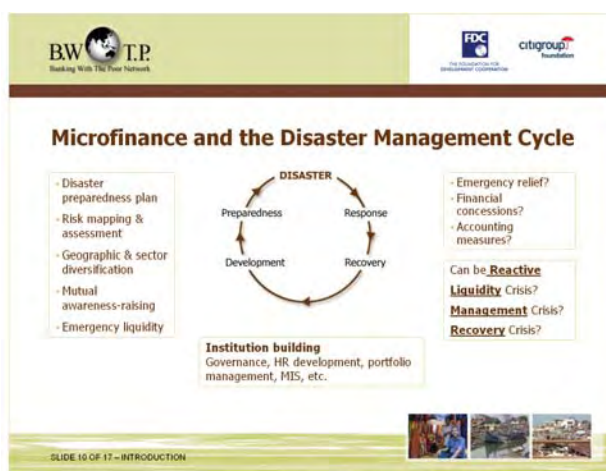 B.W T.P.
Banking With The Poor Network
FDC
THE FOUNDATION FOR
DEVELOPMENT COOPERATION
citigroup
foundation
Microfinance and the Disaster Management Cycle
- Disaster
preparedness plan
- Risk mapping &
assessment
- Geographic & sector
diversification
- Mutual
awareness-raising
- Emergency liquidity
DISASTER
Preparedness
Response
Development
Recovery
- Emergency relief?
- Financial
concessions?
- Accounting
measures?
Can be Reactive
Liquidity Crisis?
Management Crisis?
Recovery Crisis?
Institution building
Governance, HR development, portfolio
management, MIS, etc.
SLIDE 10 OF 17 – INTRODUCTION